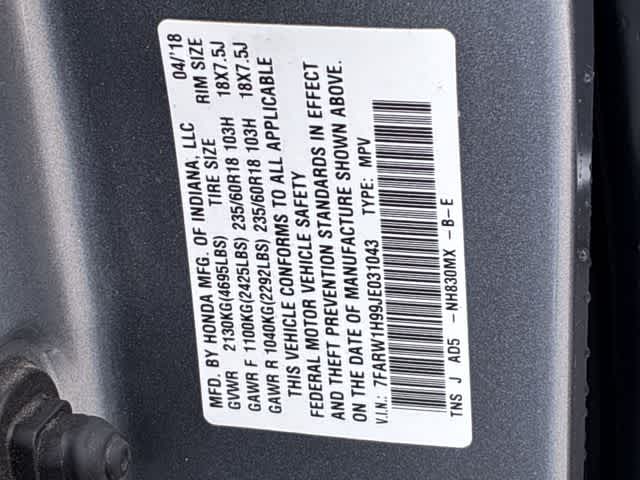 MFD. BY HONDA MFG. OF INDIANA, LLC 04/'18
GVWR 2130KG(4695LBS) TIRE SIZE RIM SIZE
GAWR F 1100KG(2425LBS) 235/60R18 103H 18X7.5J
GAWR R 1040KG(2292LBS) 235/60R18 103H 18X7.5J
THIS VEHICLE CONFORMS TO ALL APPLICABLE
FEDERAL MOTOR VEHICLE SAFETY
AND THEFT PREVENTION STANDARDS IN EFFECT
ON THE DATE OF MANUFACTURE SHOWN ABOVE.
V.I.N.: 7FARW1H99JE031043 TYPE: MPV
TNS J AD5 -NH830MX -B-E